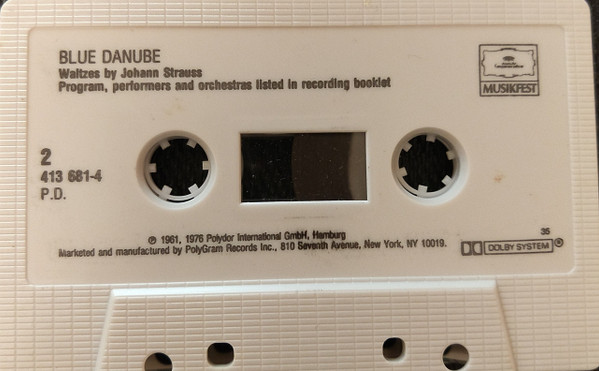 BLUE DANUBE
Waltzes by Johann Strauss
Program, performers and orchestras listed in recording booklet
MUSIKFEST
2
413 681-4
P.D.
℗ 1961, 1976 Polydor International GmbH, Hamburg
Marketed and manufactured by PolyGram Records Inc., 810 Seventh Avenue, New York, NY 10019.
35
DOLBY SYSTEM®